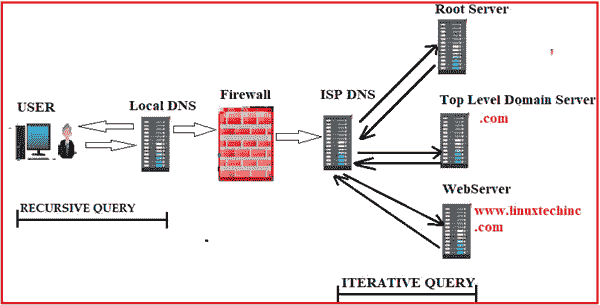 Root Server
USER
Local DNS
Firewall
ISP DNS
Top Level Domain Server
.com
WebServer
www.linuxtechinc
.com
RECURSIVE QUERY
ITERATIVE QUERY